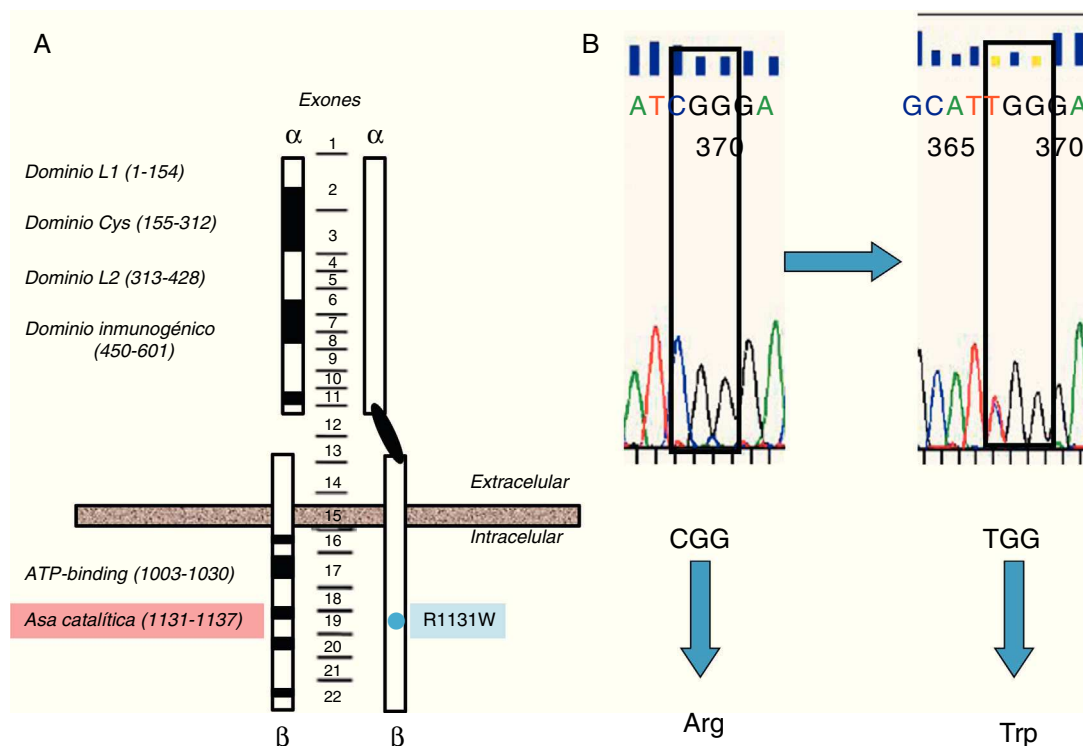 A
Exones
α
α
Dominio L1 (1-154)
Dominio Cys (155-312)
Dominio L2 (313-428)
Dominio inmunogénico
(450-601)
1
2
3
4
5
6
7
8
9
10
11
12
13
14
15
16
17
18
19
20
21
22
Extracelular
Intracelular
ATP-binding (1003-1030)
Asa catalítica (1131-1137)
R1131W
β
β
B
ATCGGGA
370
GCATTGGGA
365 370
CGG
TGG
Arg
Trp